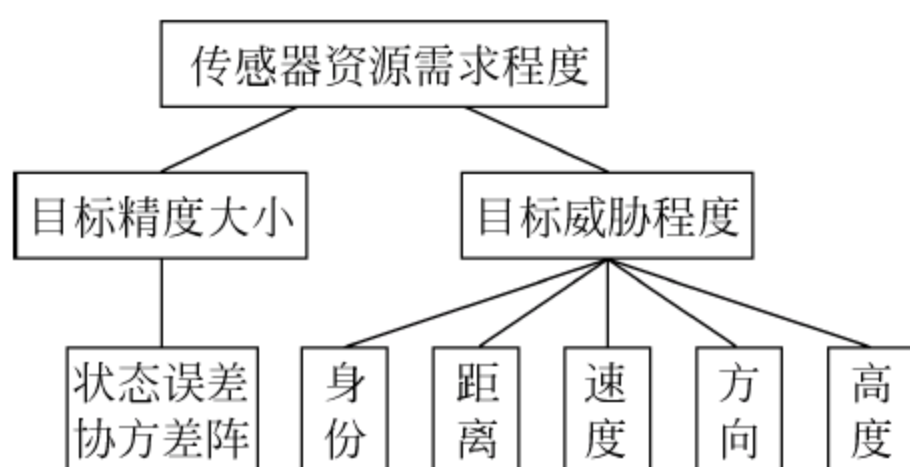 传感器资源需求程度
目标精度大小
目标威胁程度
状态误差
协方差阵
身份
距离
速度
方向
高度